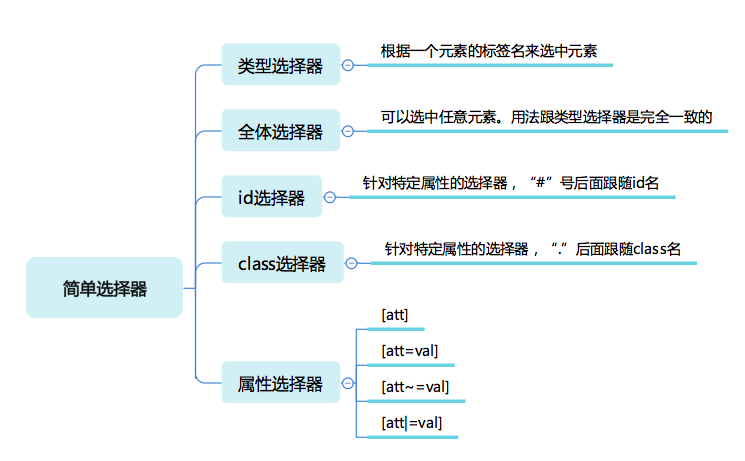 类型选择器
根据一个元素的标签名来选中元素
全体选择器
可以选中任意元素。用法跟类型选择器是完全一致的
id选择器
针对特定属性的选择器，“#”号后面跟随id名
class选择器
针对特定属性的选择器，“.”后面跟随class名
简单选择器
属性选择器
[att]
[att=val]
[att~=val]
[att|=val]